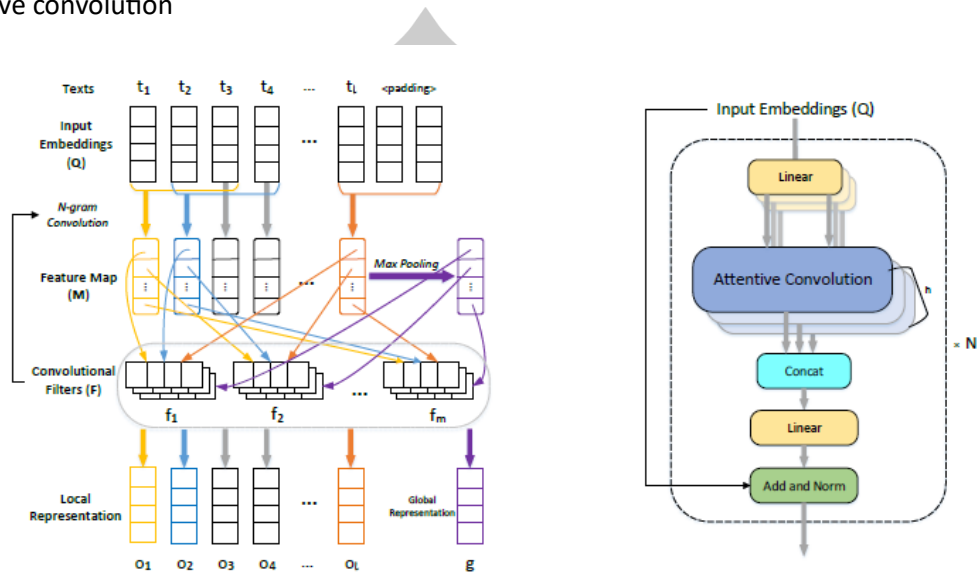 ve convolution
Texts t1 t2 t3 t4 ... tL <padding>
Input
Embeddings
(Q)
...
N-gram
Convolution
Feature Map
(M)
...
Max Pooling
Convolutional
Filters (F)
...
f1 f2 fm
Local
Representation
...
Global
Representation
o1 o2 o3 o4 ... oL g
Input Embeddings (Q)
Linear
Attentive Convolution
h
× N
Concat
Linear
Add and Norm